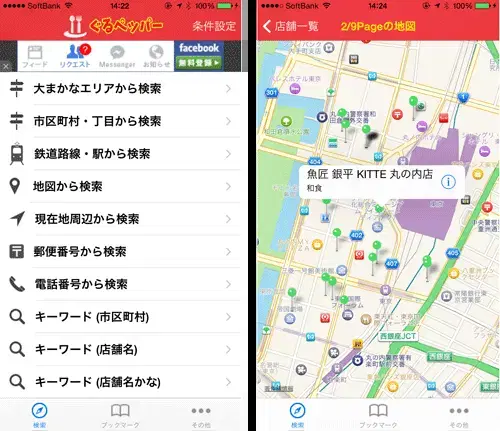 SoftBank 14:22
ぐるペッパー
条件設定
facebook
無料登録
フィード
リクエスト
Messenger
お知らせ
大まかなエリアから検索
市区町村・丁目から検索
鉄道路線・駅から検索
地図から検索
現在地周辺から検索
郵便番号から検索
電話番号から検索
キーワード (市区町村)
キーワード (店舗名)
キーワード (店舗名かな)
検索
ブックマーク
その他
SoftBank 14:24
店舗一覧
2/9Pageの地図
301
1
魚匠 銀平 KITTE 丸の内店
和食
402
407
西銀座JCT
西銀座
検索
ブックマーク
その他